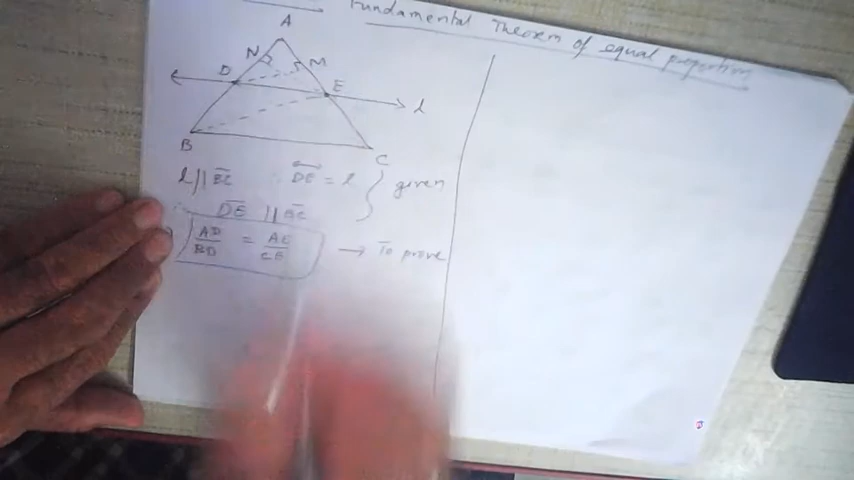 Fundamental Theorem of equal proportion
A
N
M
D
E
l
B
C
l || BC DE = l } given
DE || BC
AD/BD = AE/CE → To prove